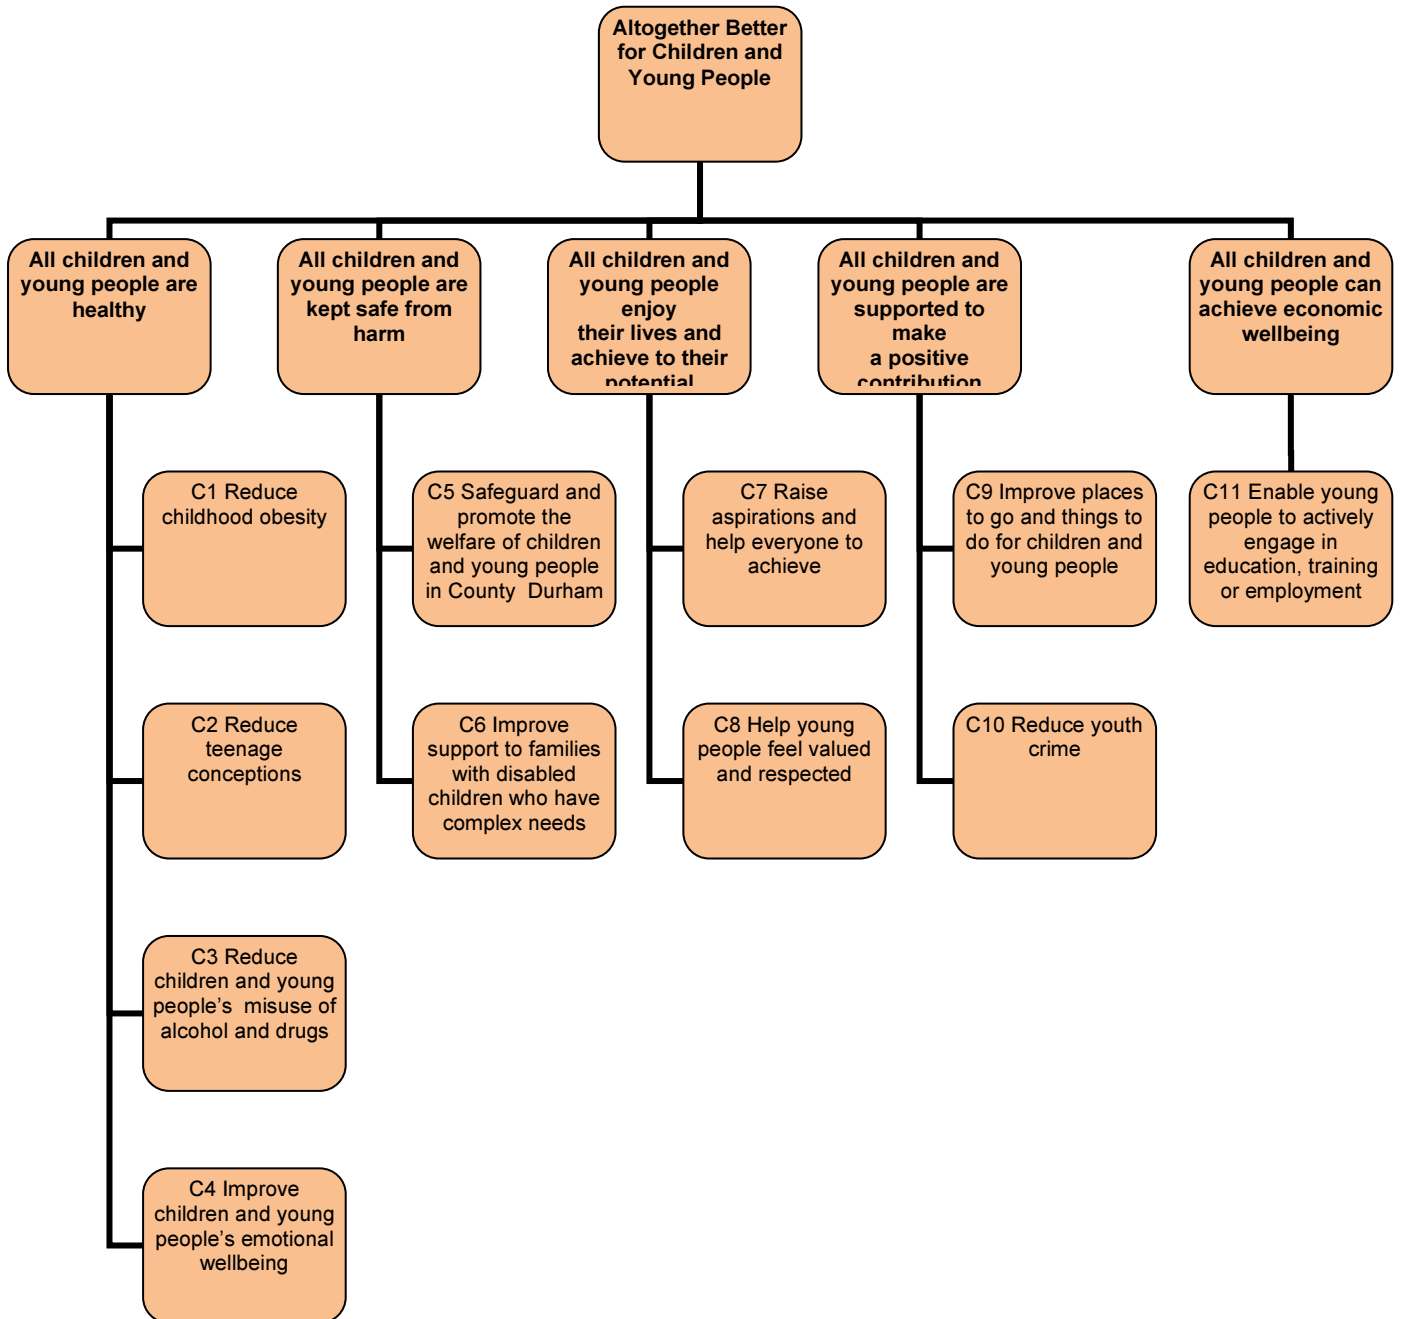 Altogether Better
for Children and
Young People
All children and
young people are
healthy
All children and
young people are
kept safe from
harm
All children and
young people
enjoy
their lives and
achieve to their
potential
All children and
young people are
supported to
make
a positive
contribution
All children and
young people can
achieve economic
wellbeing
C1 Reduce
childhood obesity
C5 Safeguard and
promote the
welfare of children
and young people
in County  Durham
C7 Raise
aspirations and
help everyone to
achieve
C9 Improve places
to go and things to
do for children and
young people
C11 Enable young
people to actively
engage in
education, training
or employment
C2 Reduce
teenage
conceptions
C6 Improve
support to families
with disabled
children who have
complex needs
C8 Help young
people feel valued
and respected
C10 Reduce youth
crime
C3 Reduce
children and young
people’s  misuse of
alcohol and drugs
C4 Improve
children and young
people’s emotional
wellbeing